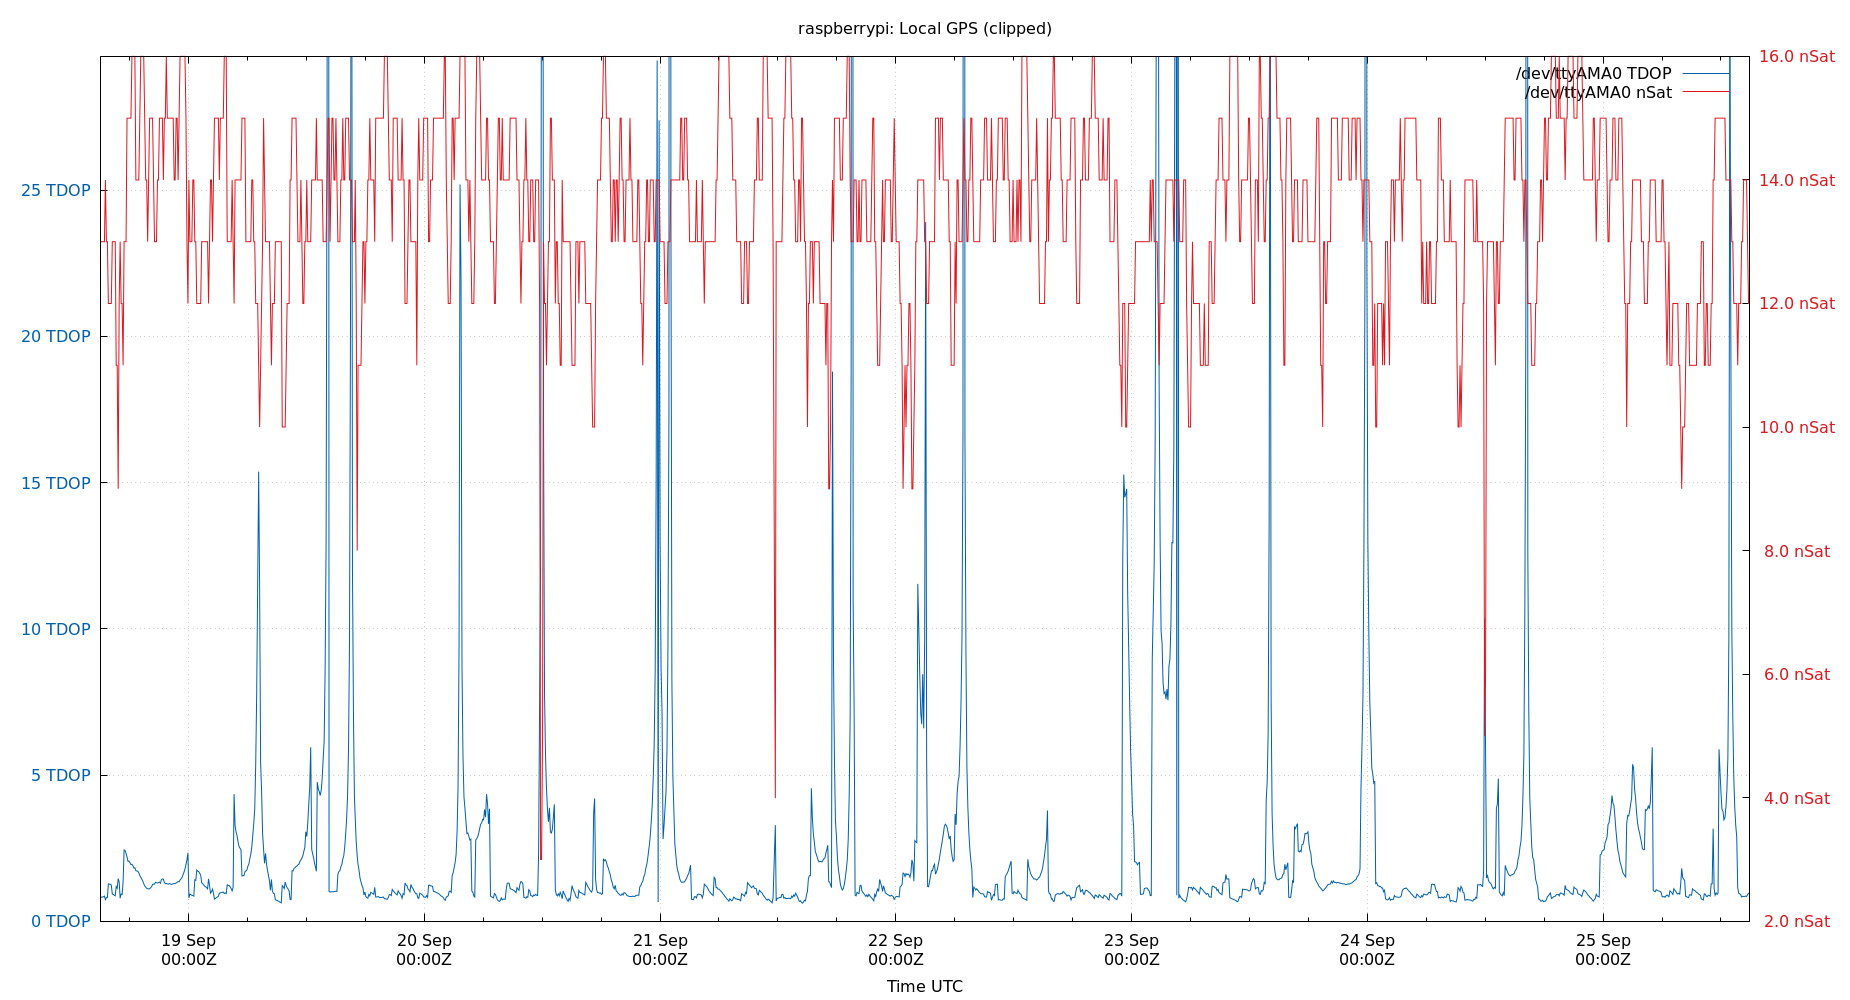 raspberrypi: Local GPS (clipped)
/dev/ttyAMA0 TDOP
/dev/ttyAMA0 nSat
25 TDOP
20 TDOP
15 TDOP
10 TDOP
5 TDOP
0 TDOP
16.0 nSat
14.0 nSat
12.0 nSat
10.0 nSat
8.0 nSat
6.0 nSat
4.0 nSat
2.0 nSat
19 Sep 20 Sep 21 Sep 22 Sep 23 Sep 24 Sep 25 Sep
00:00Z 00:00Z 00:00Z 00:00Z 00:00Z 00:00Z 00:00Z
Time UTC